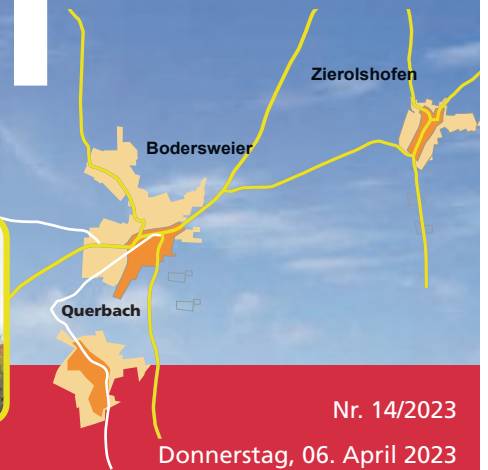 Zierolshofen
Bodersweier
Querbach
Nr. 14/2023
Donnerstag, 06. April 2023